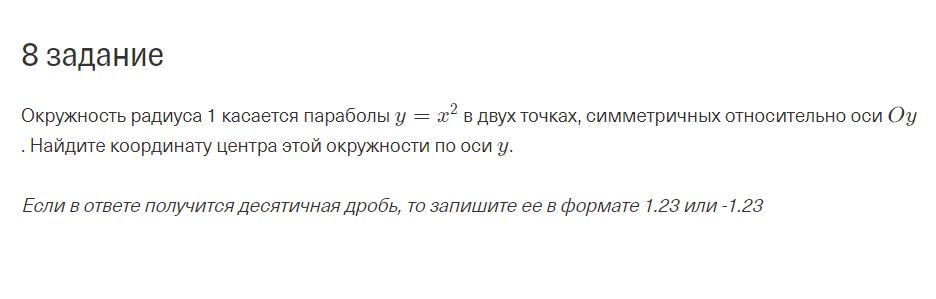 8 задание
Окружность радиуса 1 касается параболы y = x² в двух точках, симметричных относительно оси Oy
. Найдите координату центра этой окружности по оси y.
Если в ответе получится десятичная дробь, то запишите ее в формате 1.23 или -1.23